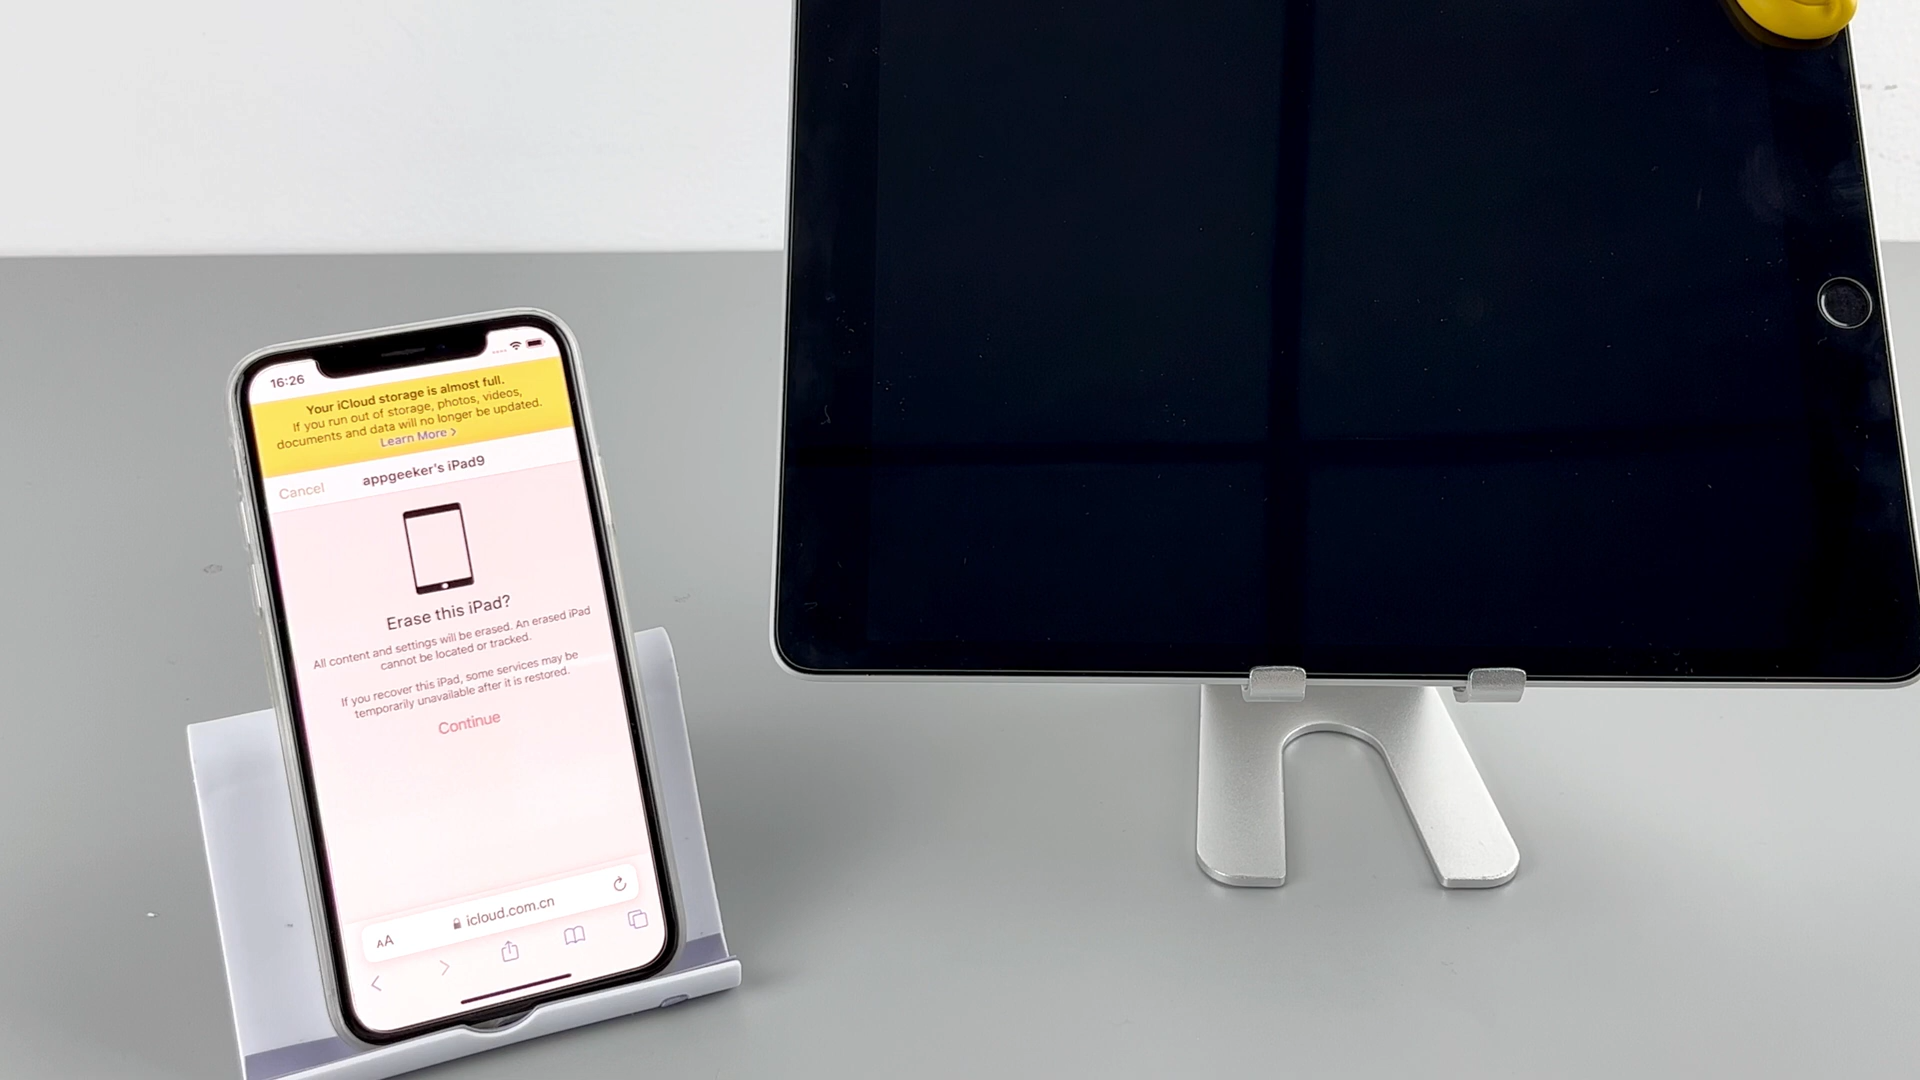 16:26
Your iCloud storage is almost full.
If you run out of storage, photos, videos,
documents and data will no longer be updated.
Learn More >
Cancel appgeeker's iPad9
Erase this iPad?
All content and settings will be erased. An erased iPad
cannot be located or tracked.
If you recover this iPad, some services may be
temporarily unavailable after it is restored.
Continue
AA icloud.com.cn